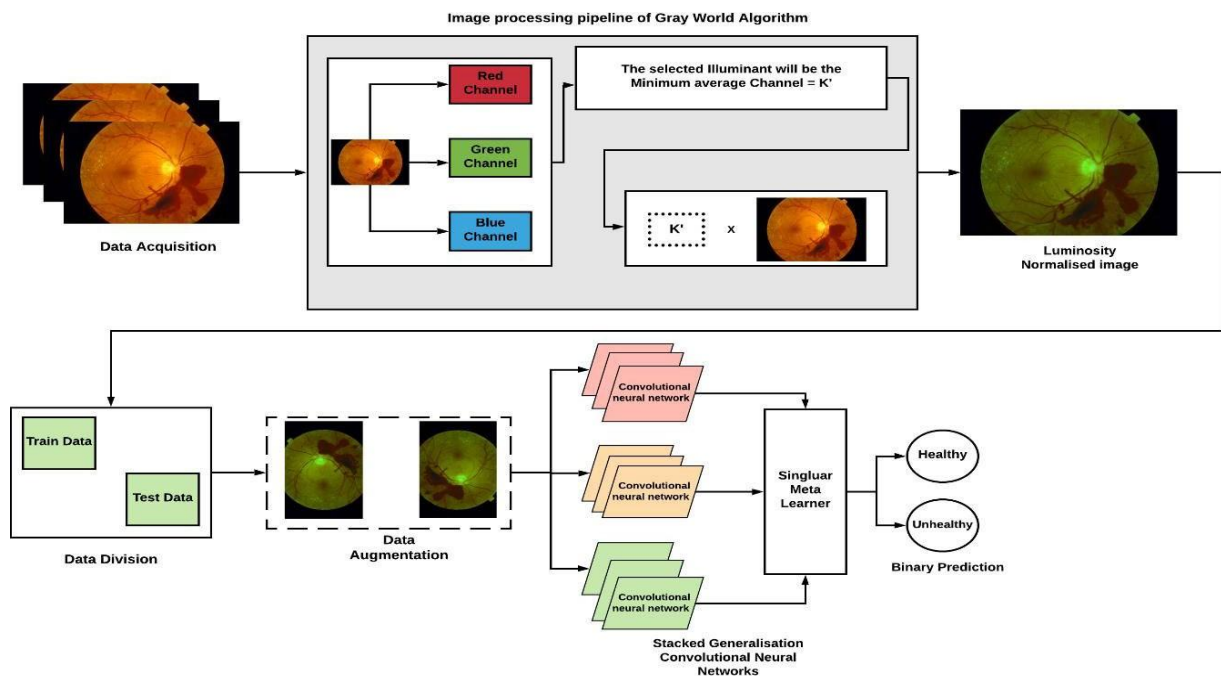 Image processing pipeline of Gray World Algorithm
Red
Channel
Green
Channel
Blue
Channel
The selected Illuminant will be the
Minimum average Channel = K'
K'
x
Data Acquisition
Luminosity
Normalised image
Train Data
Test Data
Data Division
Data
Augmentation
Convolutional
neural network
Convolutional
neural network
Convolutional
neural network
Stacked Generalisation
Convolutional Neural
Networks
Singluar
Meta
Learner
Healthy
Unhealthy
Binary Prediction